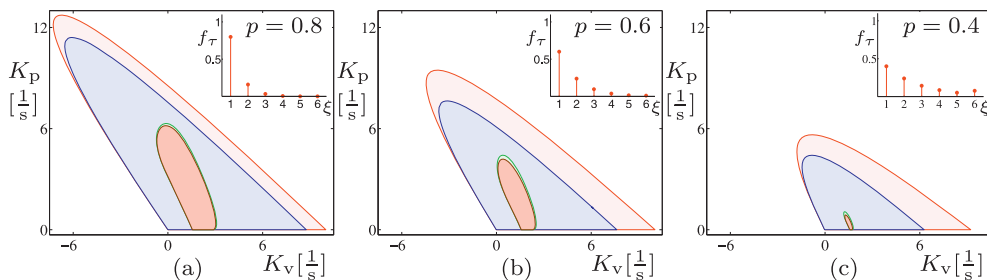 12
K_p
[1/s]
6
0
−6 0 6
(a) K_v[1/s]
p = 0.8
f_τ
1
0.5
1 2 3 4 5 6 ξ
12
K_p
[1/s]
6
0
−6 0 6
(b) K_v[1/s]
p = 0.6
f_τ
1
0.5
1 2 3 4 5 6 ξ
12
K_p
[1/s]
6
0
−6 0 6
(c) K_v[1/s]
p = 0.4
f_τ
1
0.5
1 2 3 4 5 6 ξ